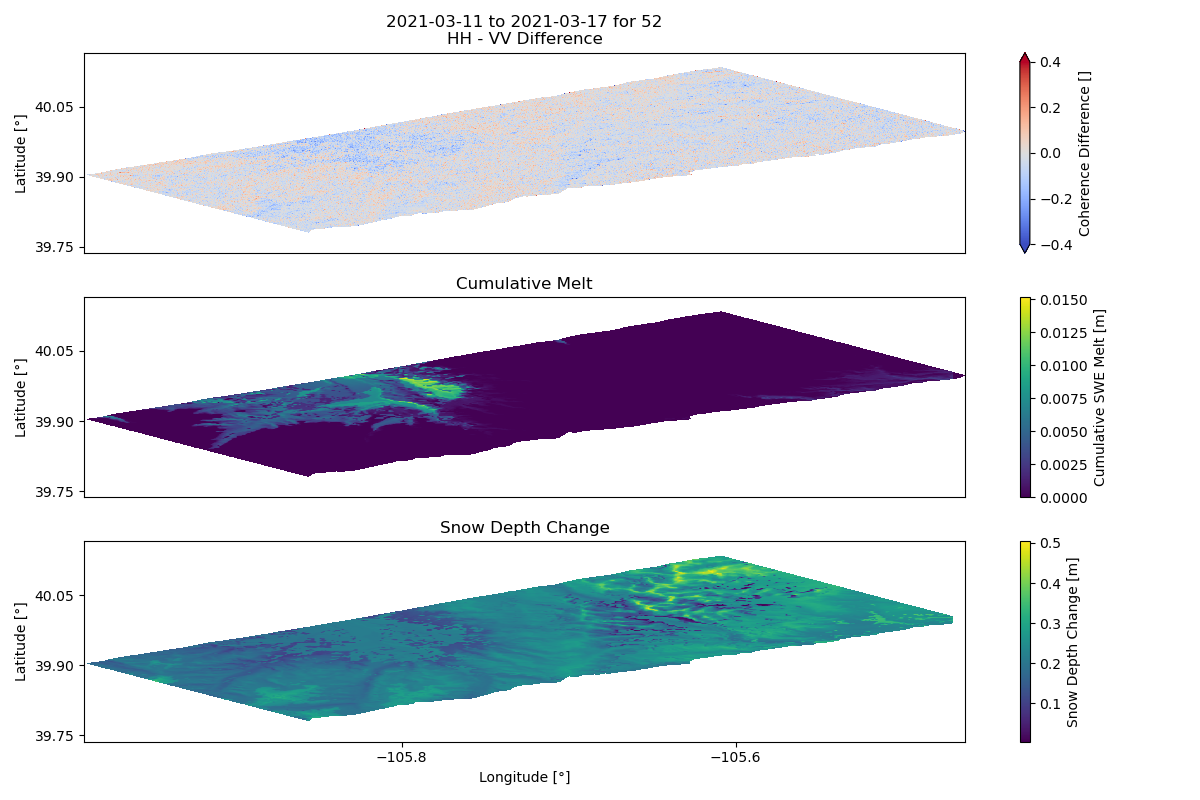 2021-03-11 to 2021-03-17 for 52
HH - VV Difference
40.05
39.90
39.75
Latitude [°]
0.4
0.2
0.0
−0.2
−0.4
Coherence Difference []
Cumulative Melt
40.05
39.90
39.75
Latitude [°]
0.0150
0.0125
0.0100
0.0075
0.0050
0.0025
0.0000
Cumulative SWE Melt [m]
Snow Depth Change
40.05
39.90
39.75
Latitude [°]
0.5
0.4
0.3
0.2
0.1
Snow Depth Change [m]
−105.8
−105.6
Longitude [°]